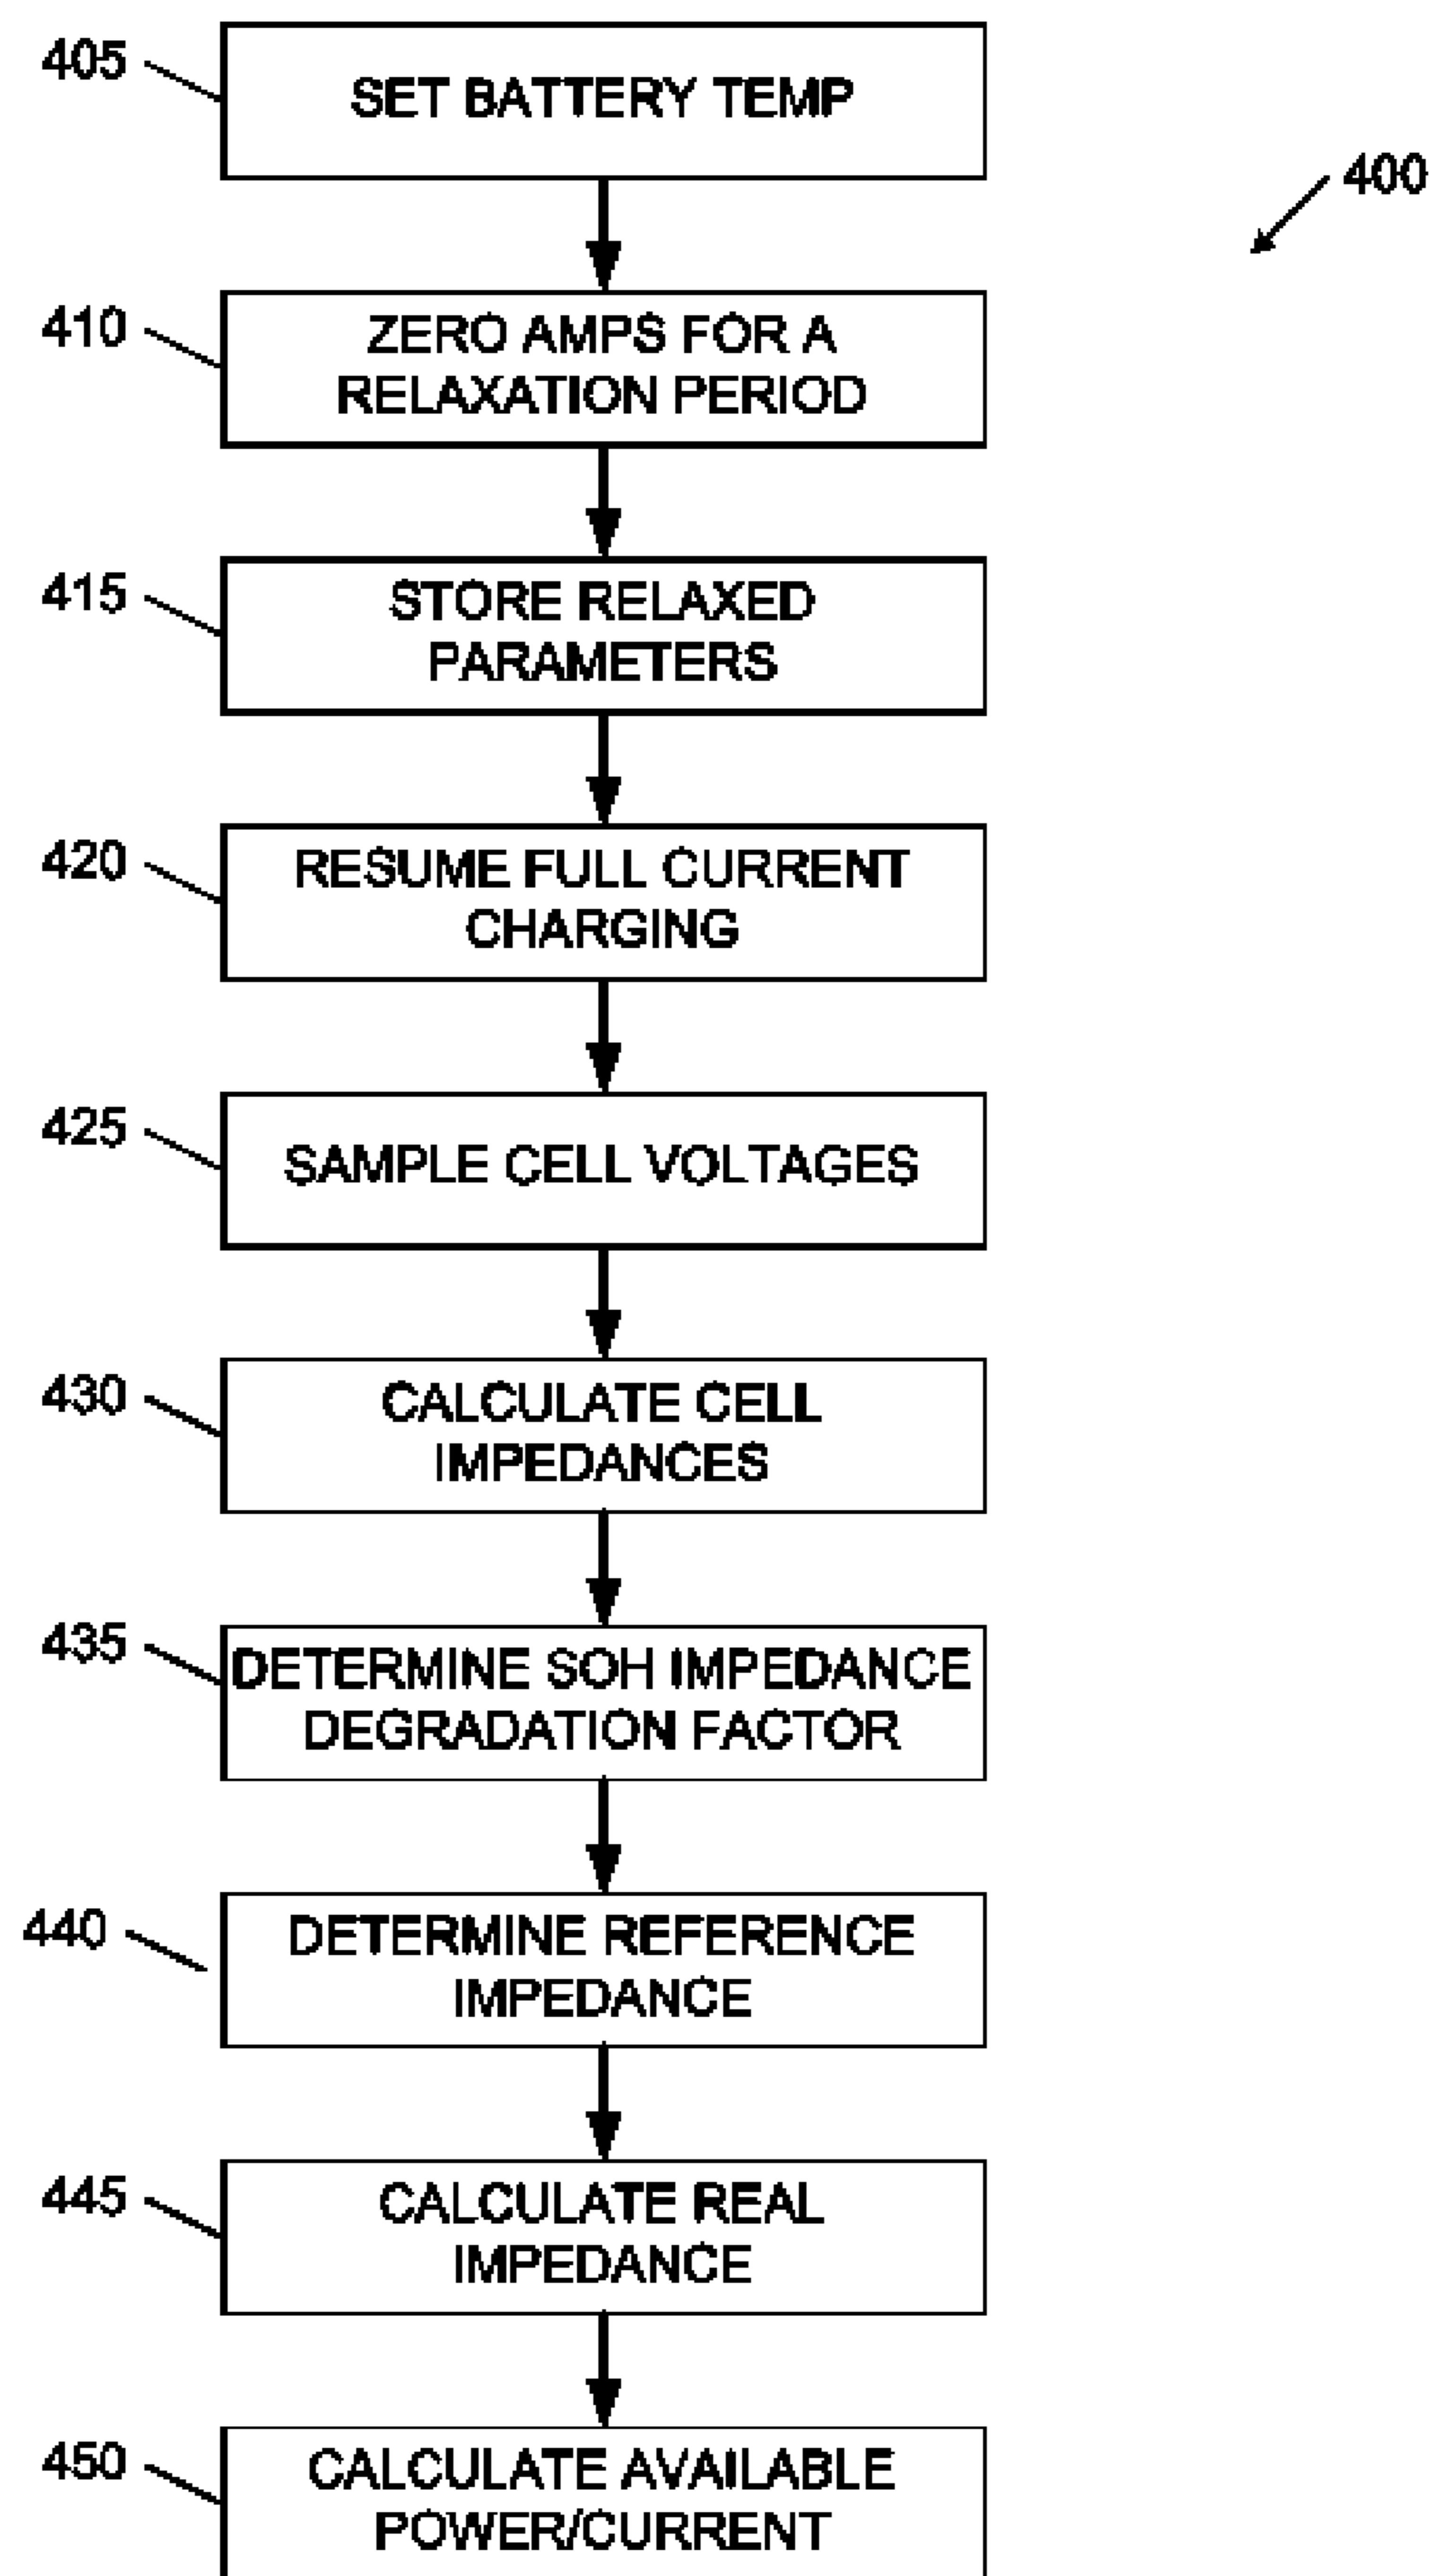 405
SET BATTERY TEMP
400
410
ZERO AMPS FOR A
RELAXATION PERIOD
415
STORE RELAXED
PARAMETERS
420
RESUME FULL CURRENT
CHARGING
425
SAMPLE CELL VOLTAGES
430
CALCULATE CELL
IMPEDANCES
435
DETERMINE SOH IMPEDANCE
DEGRADATION FACTOR
440
DETERMINE REFERENCE
IMPEDANCE
445
CALCULATE REAL
IMPEDANCE
450
CALCULATE AVAILABLE
POWER/CURRENT